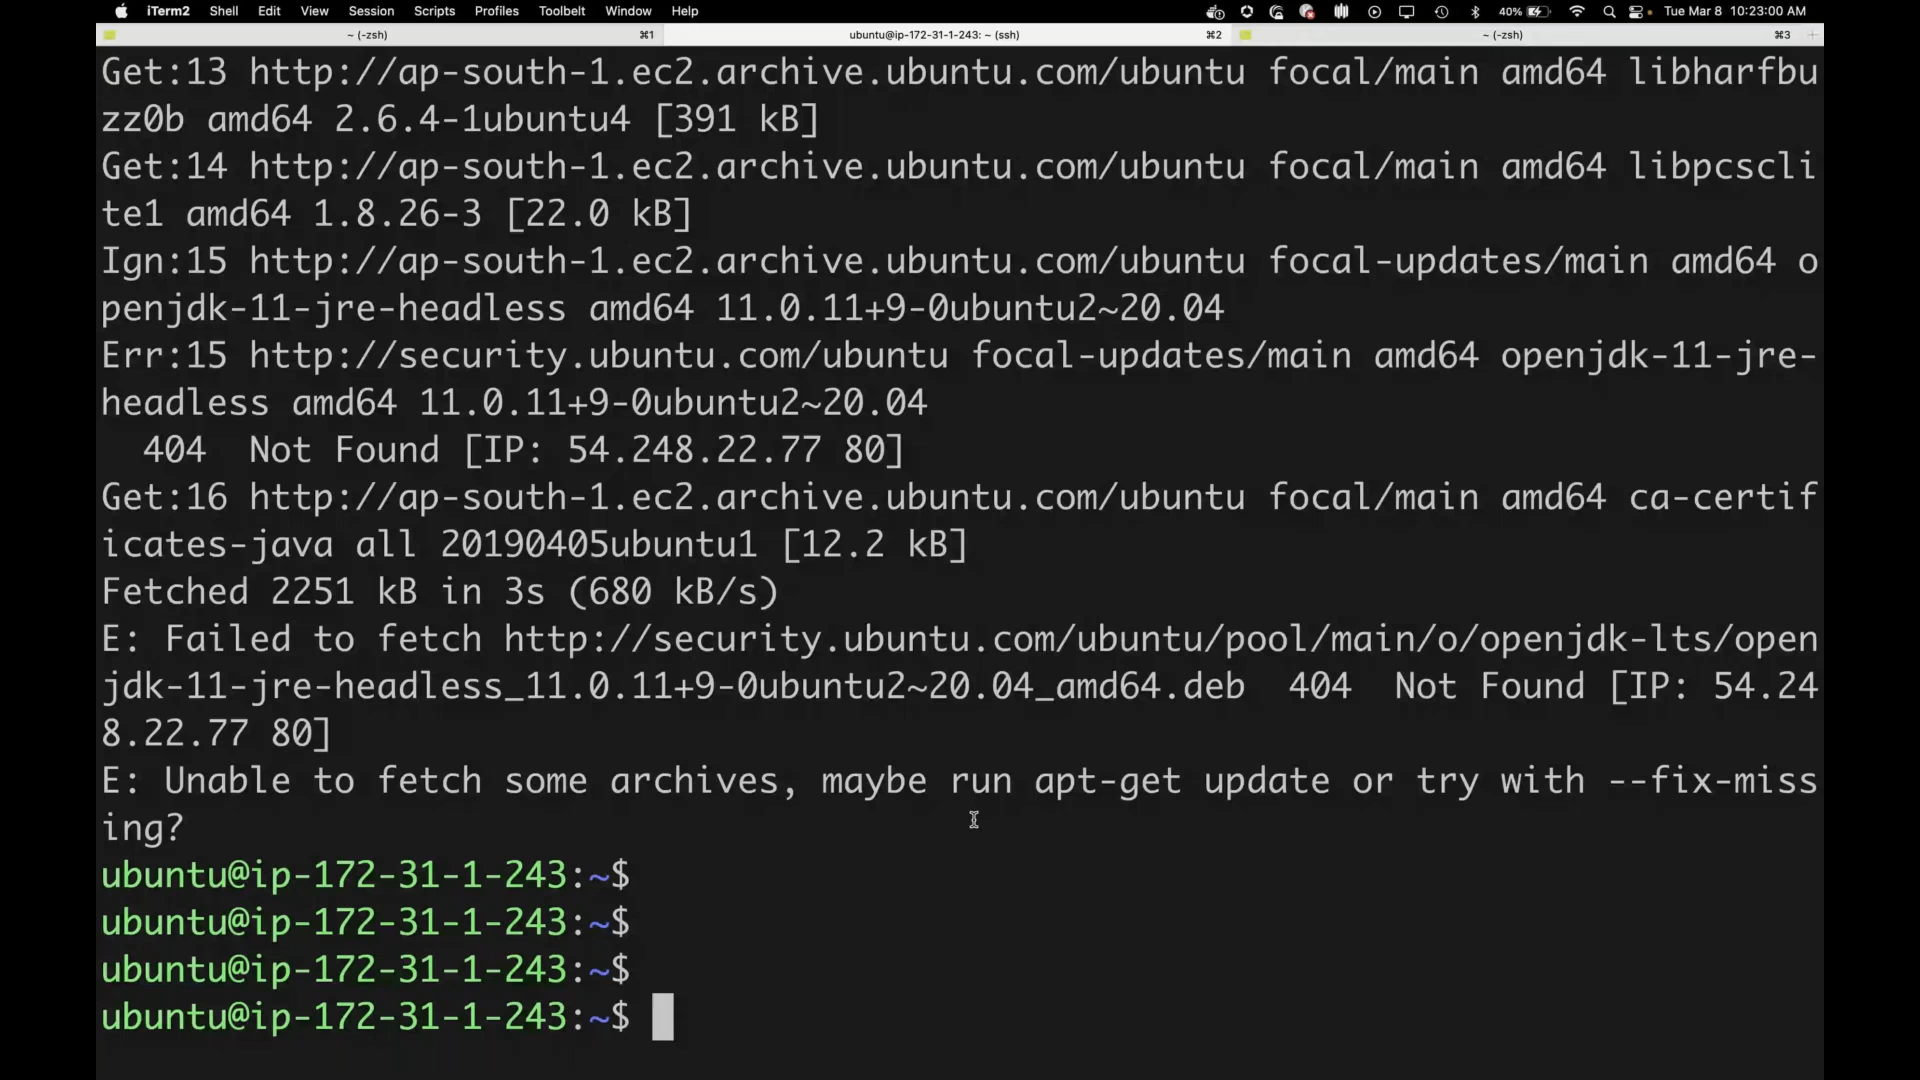 iTerm2 Shell Edit View Session Scripts Profiles Toolbelt Window Help 40% Tue Mar 8 10:23:00 AM
~ (-zsh) ⌘1 ubuntu@ip-172-31-1-243: ~ (ssh) ⌘2 ~ (-zsh) ⌘3
Get:13 http://ap-south-1.ec2.archive.ubuntu.com/ubuntu focal/main amd64 libharfbu
zz0b amd64 2.6.4-1ubuntu4 [391 kB]
Get:14 http://ap-south-1.ec2.archive.ubuntu.com/ubuntu focal/main amd64 libpcscli
te1 amd64 1.8.26-3 [22.0 kB]
Ign:15 http://ap-south-1.ec2.archive.ubuntu.com/ubuntu focal-updates/main amd64 o
penjdk-11-jre-headless amd64 11.0.11+9-0ubuntu2~20.04
Err:15 http://security.ubuntu.com/ubuntu focal-updates/main amd64 openjdk-11-jre-
headless amd64 11.0.11+9-0ubuntu2~20.04
  404  Not Found [IP: 54.248.22.77 80]
Get:16 http://ap-south-1.ec2.archive.ubuntu.com/ubuntu focal/main amd64 ca-certif
icates-java all 20190405ubuntu1 [12.2 kB]
Fetched 2251 kB in 3s (680 kB/s)
E: Failed to fetch http://security.ubuntu.com/ubuntu/pool/main/o/openjdk-lts/open
jdk-11-jre-headless_11.0.11+9-0ubuntu2~20.04_amd64.deb  404  Not Found [IP: 54.24
8.22.77 80]
E: Unable to fetch some archives, maybe run apt-get update or try with --fix-miss
ing?
ubuntu@ip-172-31-1-243:~$
ubuntu@ip-172-31-1-243:~$
ubuntu@ip-172-31-1-243:~$
ubuntu@ip-172-31-1-243:~$